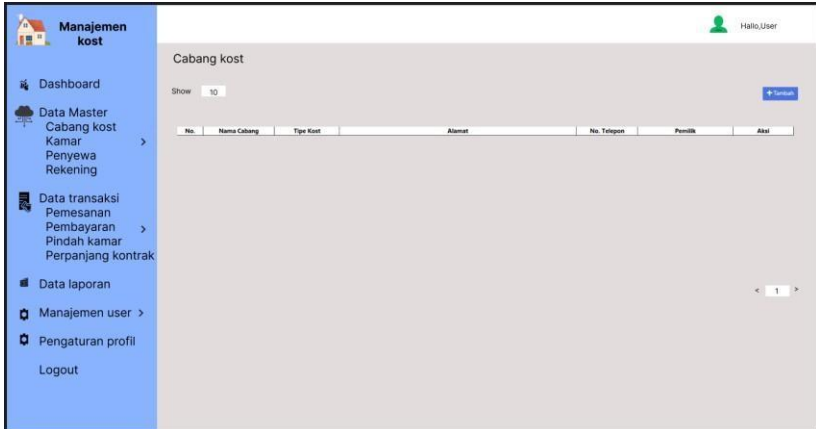 Manajemen
kost
Hallo,User
Cabang kost
Show 10
+Tambah
No. Nama Cabang Tipe Kost Alamat No. Telepon Pemilik Aksi
Dashboard
Data Master
Cabang kost
Kamar >
Penyewa
Rekening
Data transaksi
Pemesanan
Pembayaran >
Pindah kamar
Perpanjang kontrak
Data laporan
Manajemen user >
Pengaturan profil
Logout
< 1 >